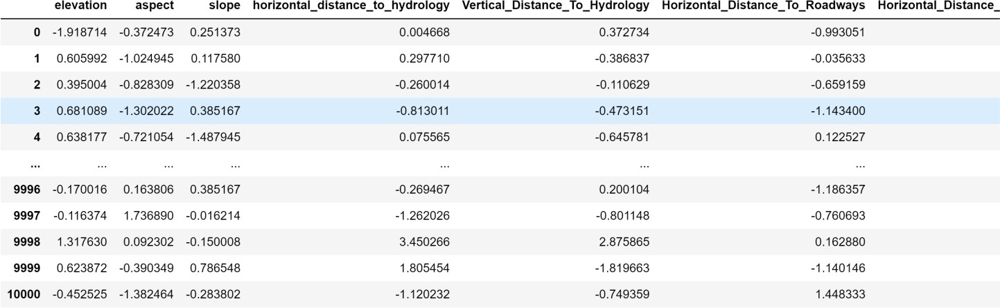 elevation aspect slope horizontal_distance_to_hydrology Vertical_Distance_To_Hydrology Horizontal_Distance_To_Roadways Horizontal_Distance_
0 -1.918714 -0.372473 0.251373 0.004668 0.372734 -0.993051
1 0.605992 -1.024945 0.117580 0.297710 -0.386837 -0.035633
2 0.395004 -0.828309 -1.220358 -0.260014 -0.110629 -0.659159
3 0.681089 -1.302022 0.385167 -0.813011 -0.473151 -1.143400
4 0.638177 -0.721054 -1.487945 0.075565 -0.645781 0.122527
... ... ... ... ... ... ...
9996 -0.170016 0.163806 0.385167 -0.269467 0.200104 -1.186357
9997 -0.116374 1.736890 -0.016214 -1.262026 -0.801148 -0.760693
9998 1.317630 0.092302 -0.150008 3.450266 2.875865 0.162880
9999 0.623872 -0.390349 0.786548 1.805454 -1.819663 -1.140146
10000 -0.452525 -1.382464 -0.283802 -1.120232 -0.749359 1.448333